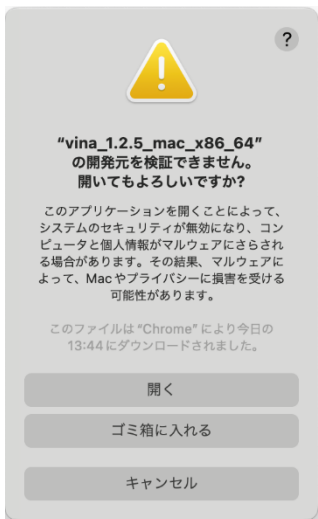 ?
“vina_1.2.5_mac_x86_64”
の開発元を検証できません。
開いてもよろしいですか?
このアプリケーションを開くことによって、
システムのセキュリティが無効になり、コン
ピュータと個人情報がマルウェアにさらされ
る場合があります。その結果、マルウェアに
よって、Macやプライバシーに損害を受ける
可能性があります。
このファイルは“Chrome”により今日の
13:44にダウンロードされました。
開く
ゴミ箱に入れる
キャンセル